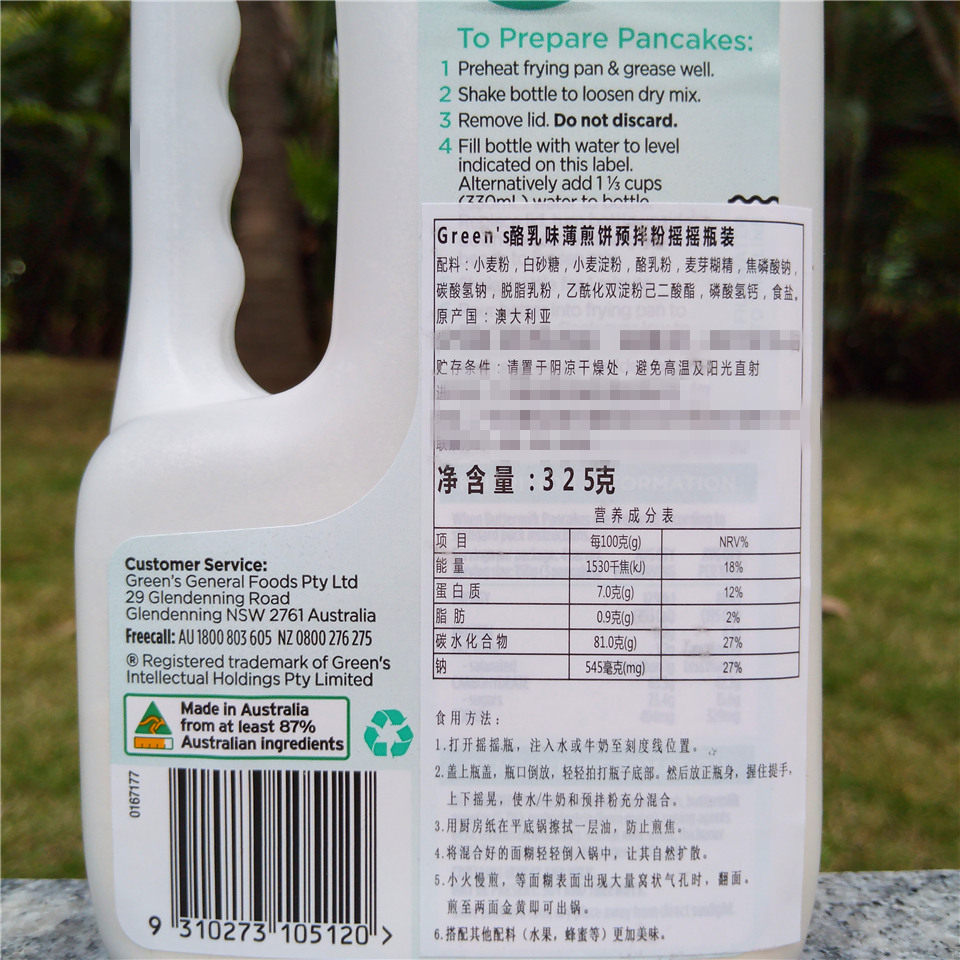 To Prepare Pancakes:
1 Preheat frying pan & grease well.
2 Shake bottle to loosen dry mix.
3 Remove lid. Do not discard.
4 Fill bottle with water to level
indicated on this label.
Alternatively add 1 ⅓ cups
(330mL) water to bottle
Green's酪乳味薄煎饼预拌粉摇摇瓶装
配料：小麦粉，白砂糖，小麦淀粉，酪乳粉，麦芽糊精，焦磷酸钠，
碳酸氢钠，脱脂乳粉，乙酰化双淀粉己二酸酯，磷酸氢钙，食盐。
原产国：澳大利亚
贮存条件：请置于阴凉干燥处，避免高温及阳光直射
净含量：325克
营养成分表
项目 每100克(g) NRV%
能量 1530千焦(kJ) 18%
蛋白质 7.0克(g) 12%
脂肪 0.9克(g) 2%
碳水化合物 81.0克(g) 27%
钠 545毫克(mg) 27%
食用方法：
1.打开摇摇瓶，注入水或牛奶至刻度线位置。
2.盖上瓶盖，瓶口倒放，轻轻拍打瓶子底部。然后放正瓶身，握住提手，
上下摇晃，使水/牛奶和预拌粉充分混合。
3.用厨房纸在平底锅擦拭一层油，防止煎焦。
4.将混合好的面糊轻轻倒入锅中，让其自然扩散。
5.小火慢煎，等面糊表面出现大量窝状气孔时，翻面。
煎至两面金黄即可出锅。
6.搭配其他配料（水果，蜂蜜等）更加美味。
Customer Service:
Green's General Foods Pty Ltd
29 Glendenning Road
Glendenning NSW 2761 Australia
Freecall: AU 1800 803 605 NZ 0800 276 275
® Registered trademark of Green's
Intellectual Holdings Pty Limited
Made in Australia
from at least 87%
Australian ingredients
0167177
9 310273 105120 >